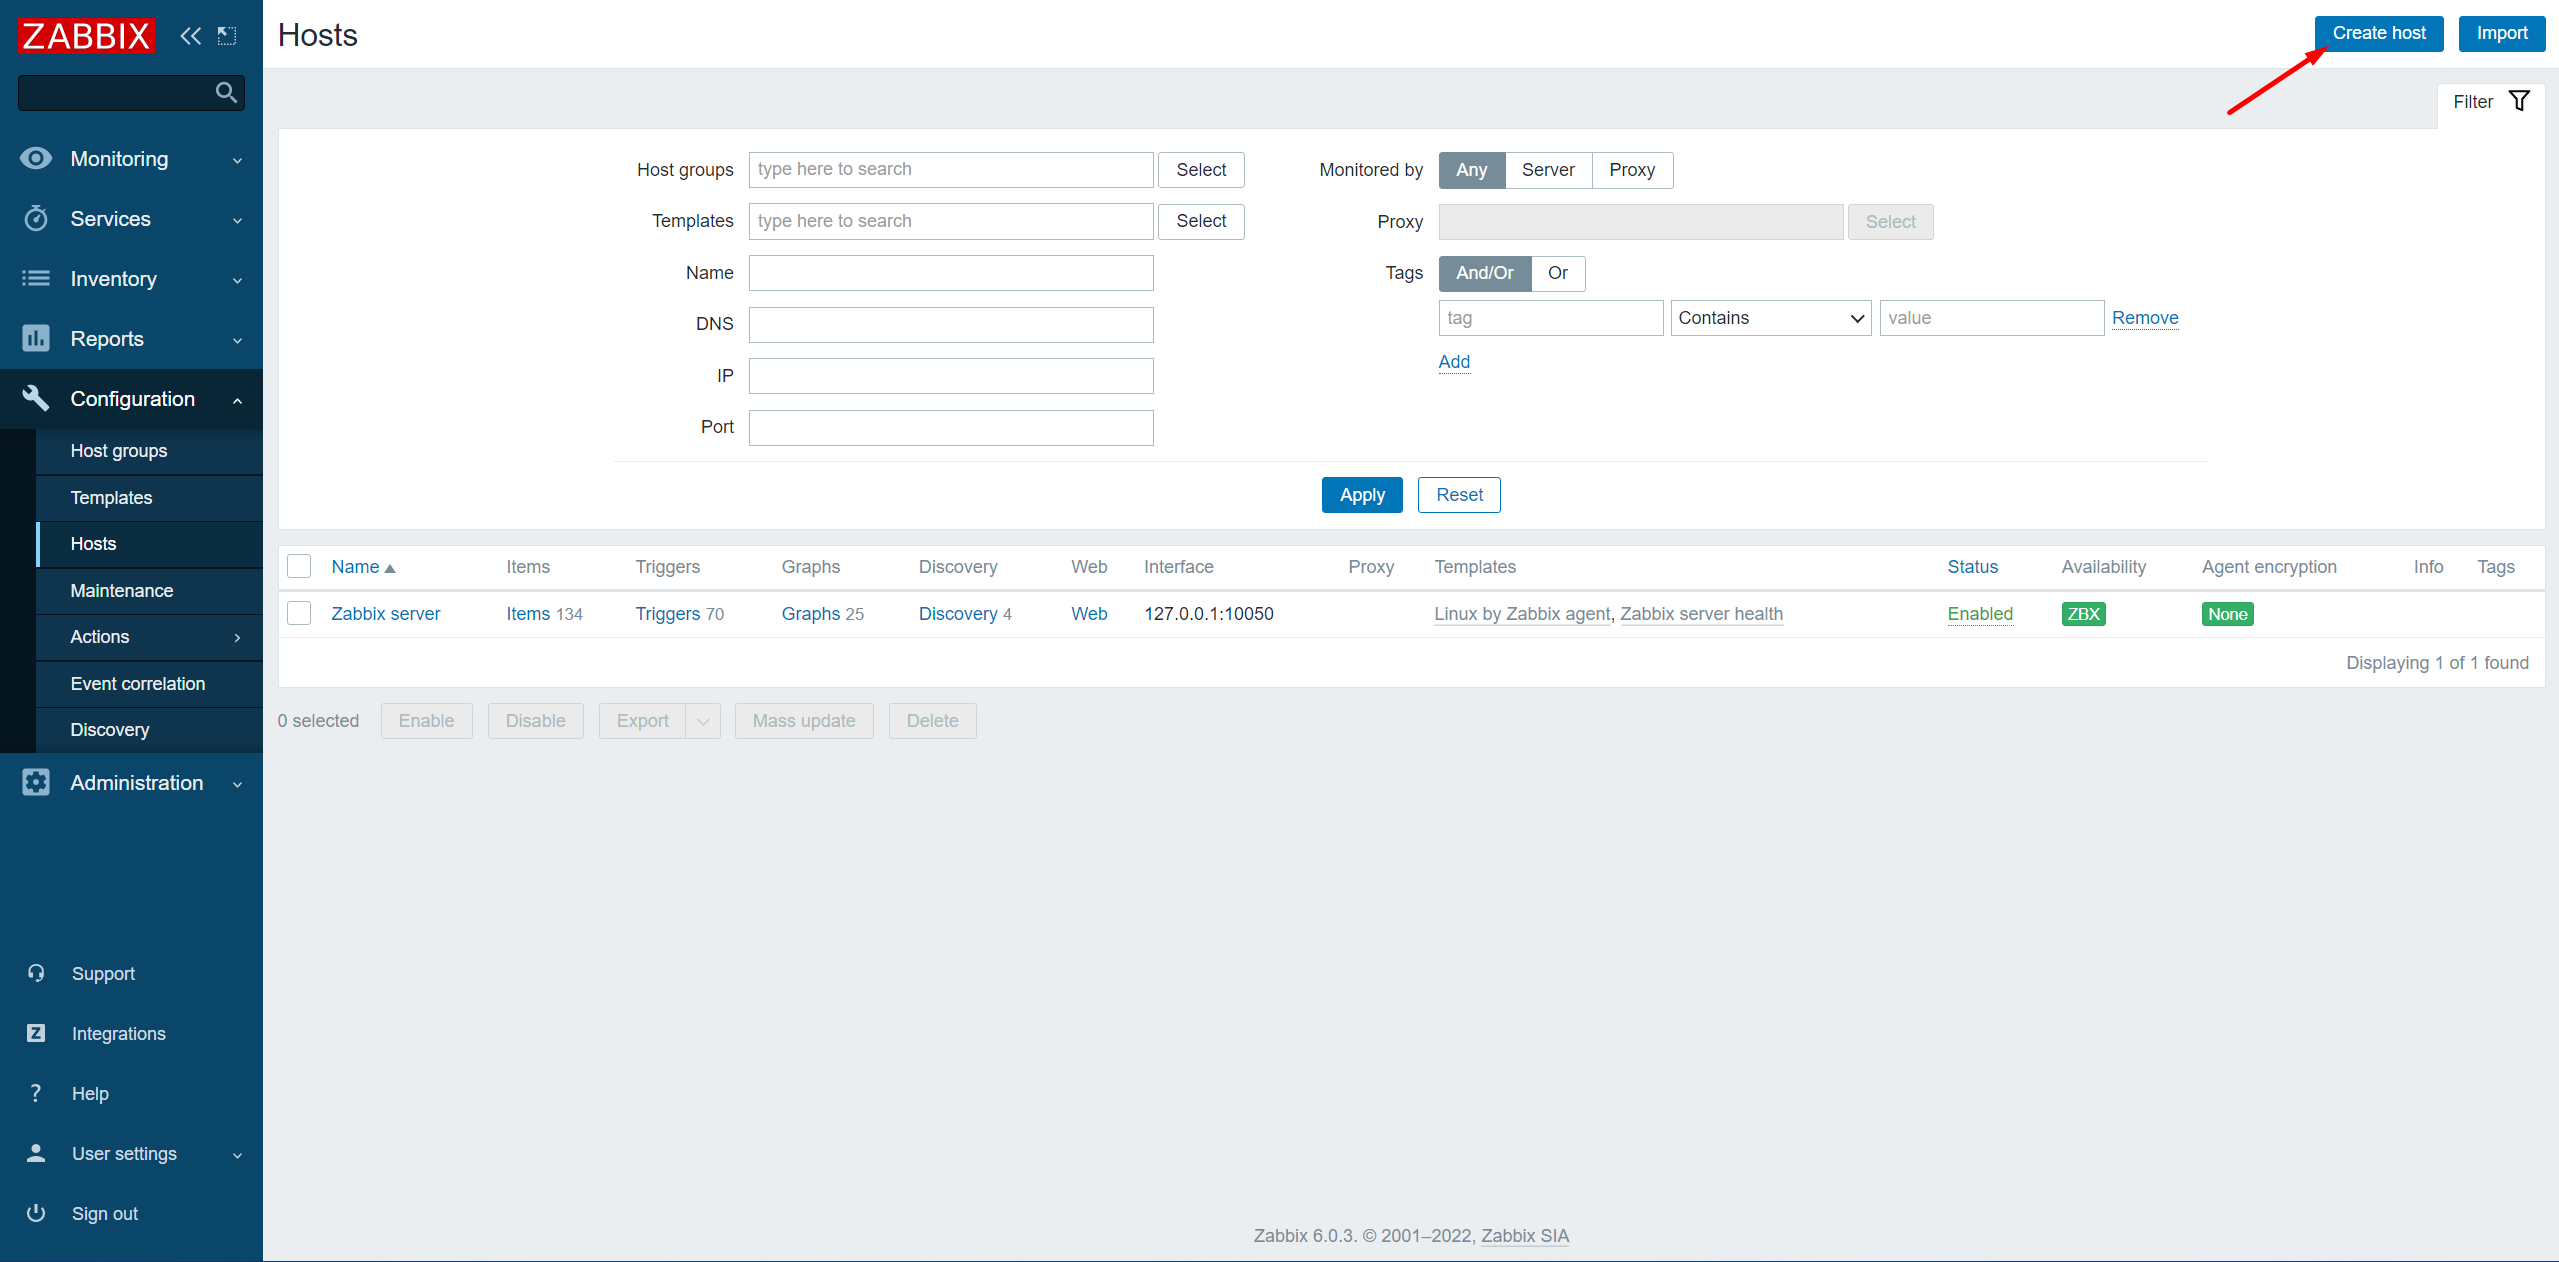 ZABBIX
Monitoring
Services
Inventory
Reports
Configuration
Host groups
Templates
Hosts
Maintenance
Actions
Event correlation
Discovery
Administration
Support
Integrations
Help
User settings
Sign out
Hosts
Create host Import
Filter
Host groups type here to search Select
Templates type here to search Select
Name
DNS
IP
Port
Monitored by Any Server Proxy
Proxy Select
Tags And/Or Or
tag Contains value Remove
Add
Apply Reset
Name Items Triggers Graphs Discovery Web Interface Proxy Templates Status Availability Agent encryption Info Tags
Zabbix server Items 134 Triggers 70 Graphs 25 Discovery 4 Web 127.0.0.1:10050 Linux by Zabbix agent, Zabbix server health Enabled ZBX None
Displaying 1 of 1 found
0 selected Enable Disable Export Mass update Delete
Zabbix 6.0.3. © 2001–2022, Zabbix SIA